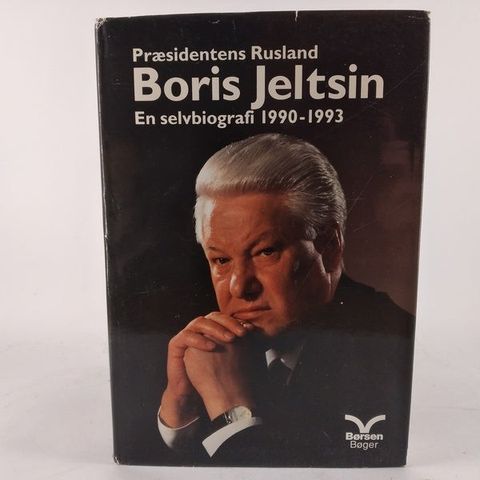 Præsidentens Rusland
Boris Jeltsin
En selvbiografi 1990-1993
Børsen
Bøger